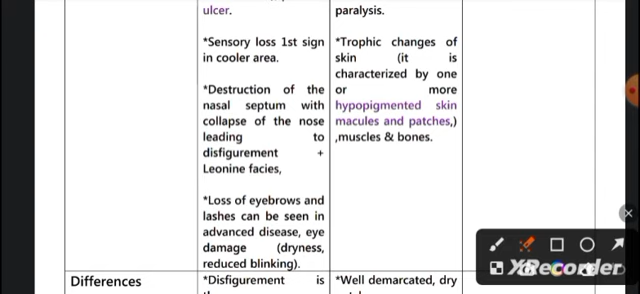 ulcer.
*Sensory loss 1st sign
in cooler area.
*Destruction of the
nasal septum with
collapse of the nose
leading to
disfigurement +
Leonine facies,
*Loss of eyebrows and
lashes can be seen in
advanced disease, eye
damage (dryness,
reduced blinking).
paralysis.
*Trophic changes of
skin (it is
characterized by one
or more
hypopigmented skin
macules and patches,)
,muscles & bones.
Differences
*Disfigurement is
*Well demarcated, dry
XRecorder